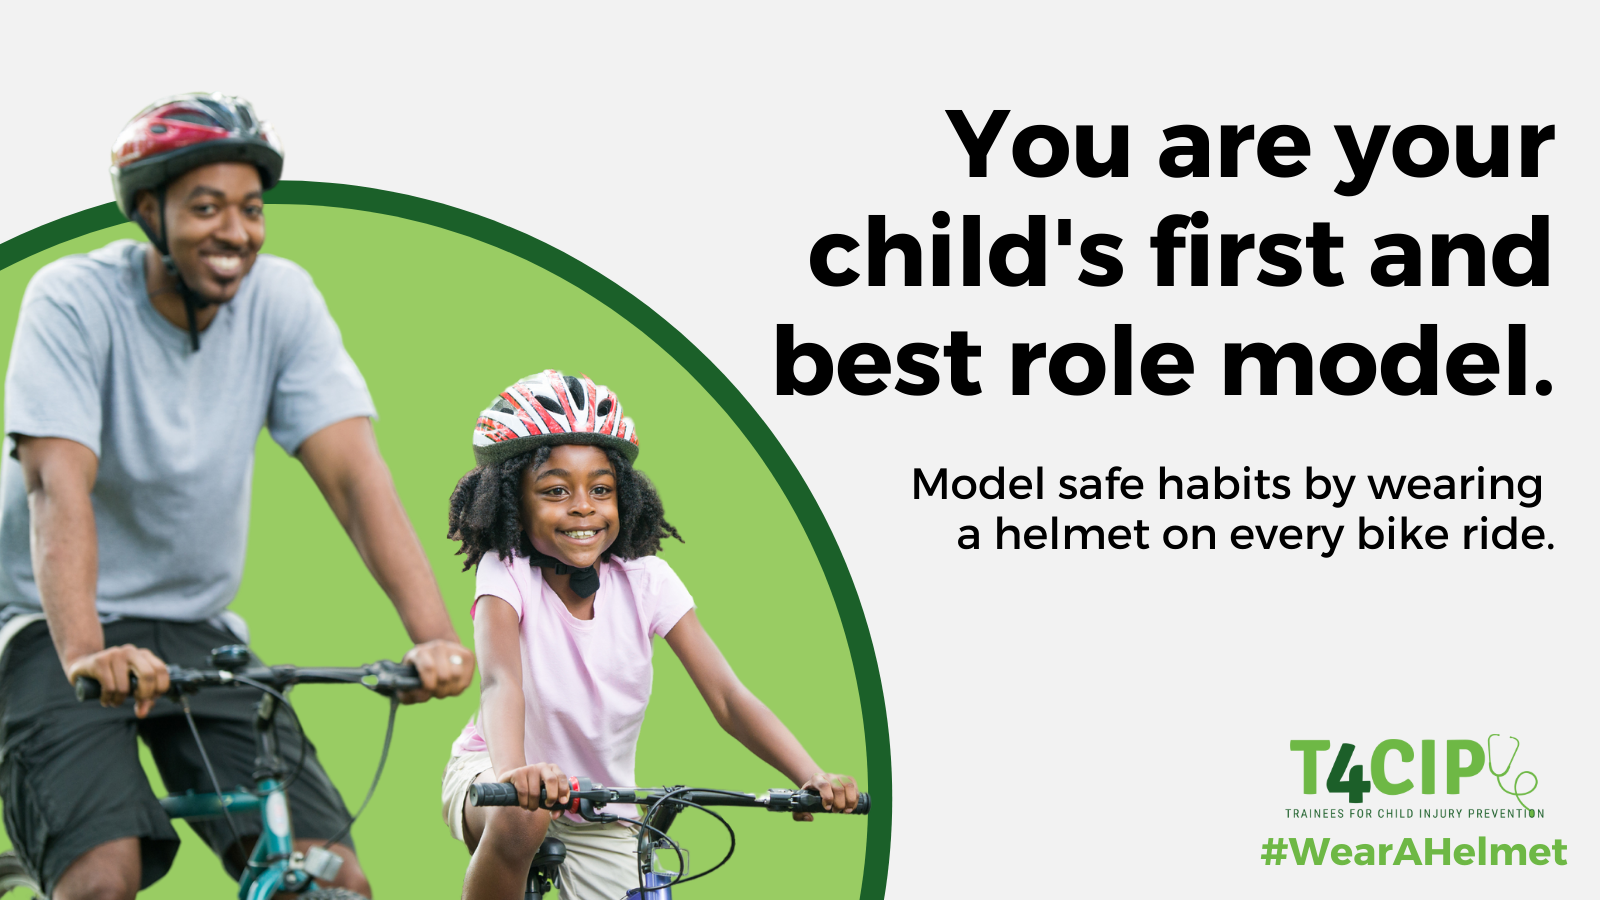 You are your
child's first and
best role model.
Model safe habits by wearing
a helmet on every bike ride.
T4CIP
TRAINEES FOR CHILD INJURY PREVENTION
#WearAHelmet